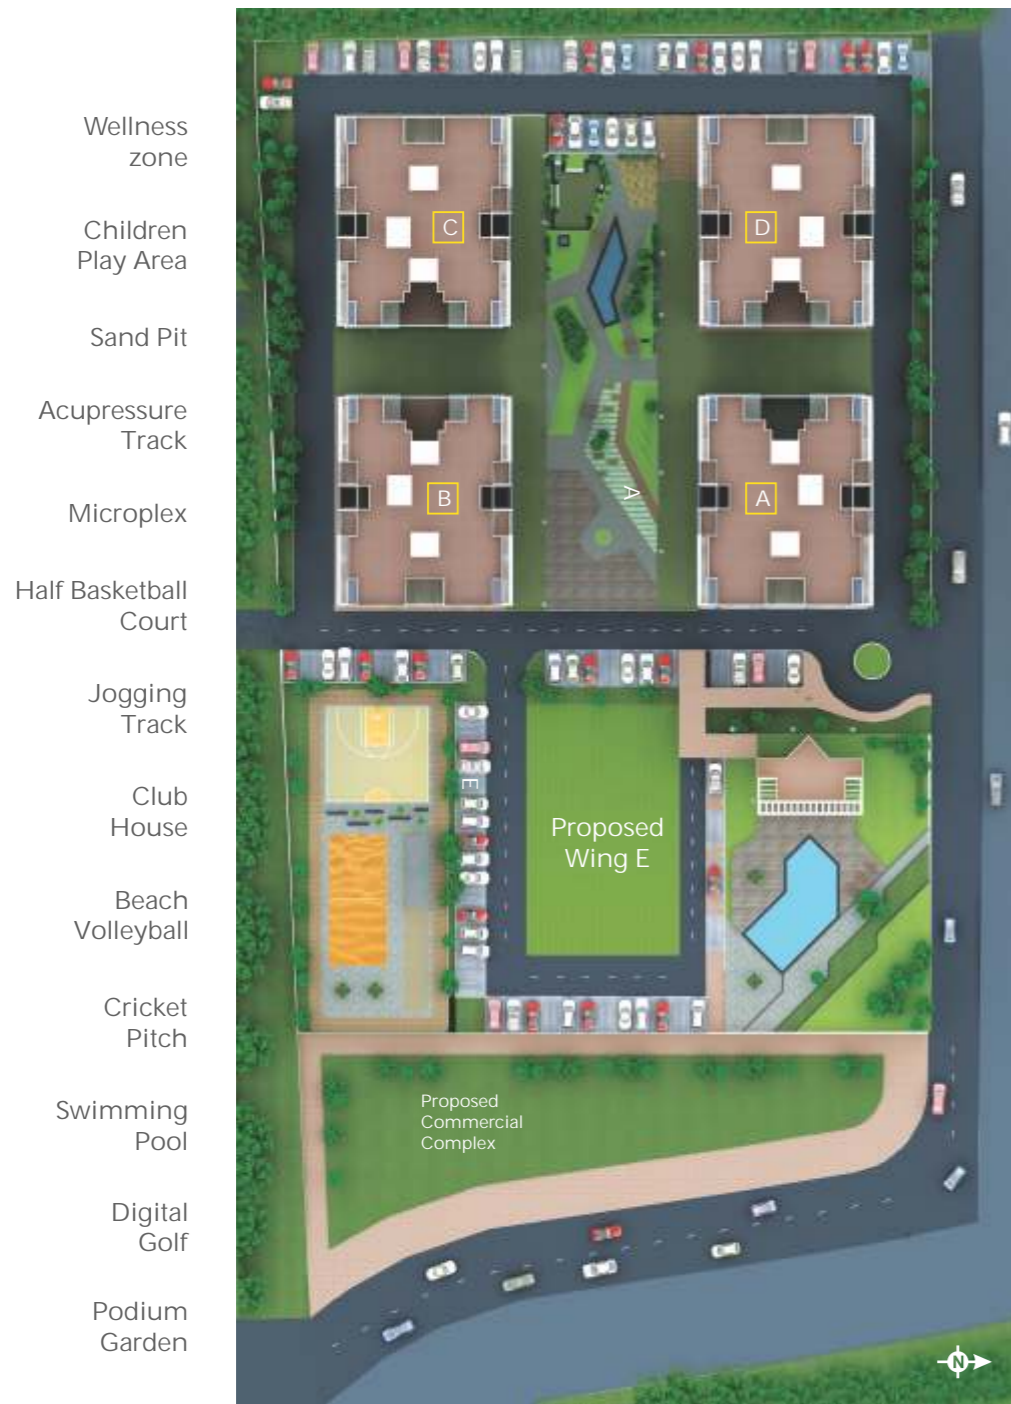 Wellness
zone
Children
Play Area
Sand Pit
Acupressure
Track
Microplex
Half Basketball
Court
Jogging
Track
Club
House
Beach
Volleyball
Cricket
Pitch
Swimming
Pool
Digital
Golf
Podium
Garden
C
D
B
A
A
E
Proposed
Wing E
Proposed
Commercial
Complex
N